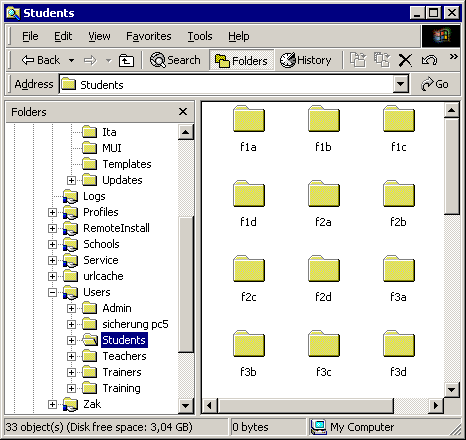 Students
File Edit View Favorites Tools Help
Back Search Folders History
Address Students Go
Folders
Ita
MUI
Templates
Updates
Logs
Profiles
RemoteInstall
Schools
Service
urlcache
Users
Admin
sicherung pc5
Students
Teachers
Trainers
Training
Zak
f1a f1b f1c
f1d f2a f2b
f2c f2d f3a
f3b f3c f3d
33 object(s) (Disk free space: 3,04 GB) 0 bytes My Computer